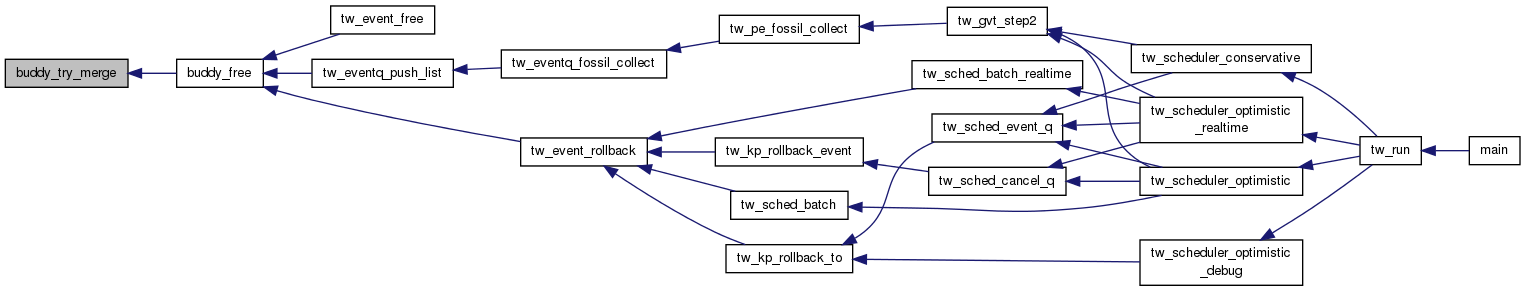 buddy_try_merge
buddy_free
tw_event_free
tw_eventq_push_list
tw_eventq_fossil_collect
tw_pe_fossil_collect
tw_gvt_step2
tw_event_rollback
tw_sched_batch_realtime
tw_kp_rollback_event
tw_sched_batch
tw_kp_rollback_to
tw_sched_event_q
tw_sched_cancel_q
tw_scheduler_conservative
tw_scheduler_optimistic
_realtime
tw_scheduler_optimistic
tw_scheduler_optimistic
_debug
tw_run
main